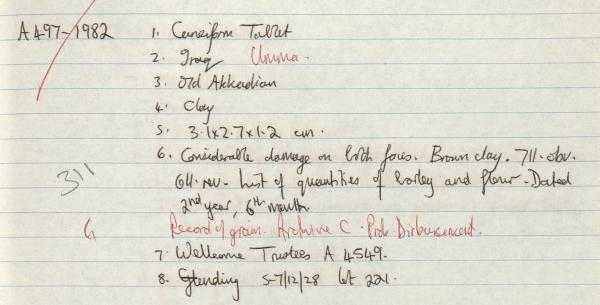 A497-1982 1. Cuneiform Tablet
2. Iraq Umma.
3. Old Akkadian
4. Clay
5. 3.1x2.7x1.2 cm.
6. Considerable damage on both faces. Brown clay. 7ll. obv.
6ll. rev. List of quantities of barley and flour. Dated
311
2nd year, 6th month
Record of grain. Archive C. Prob. Disbursement.
7. Wellcome Trustees A 4549.
8. Stending 5-7/12/28 lot 221.